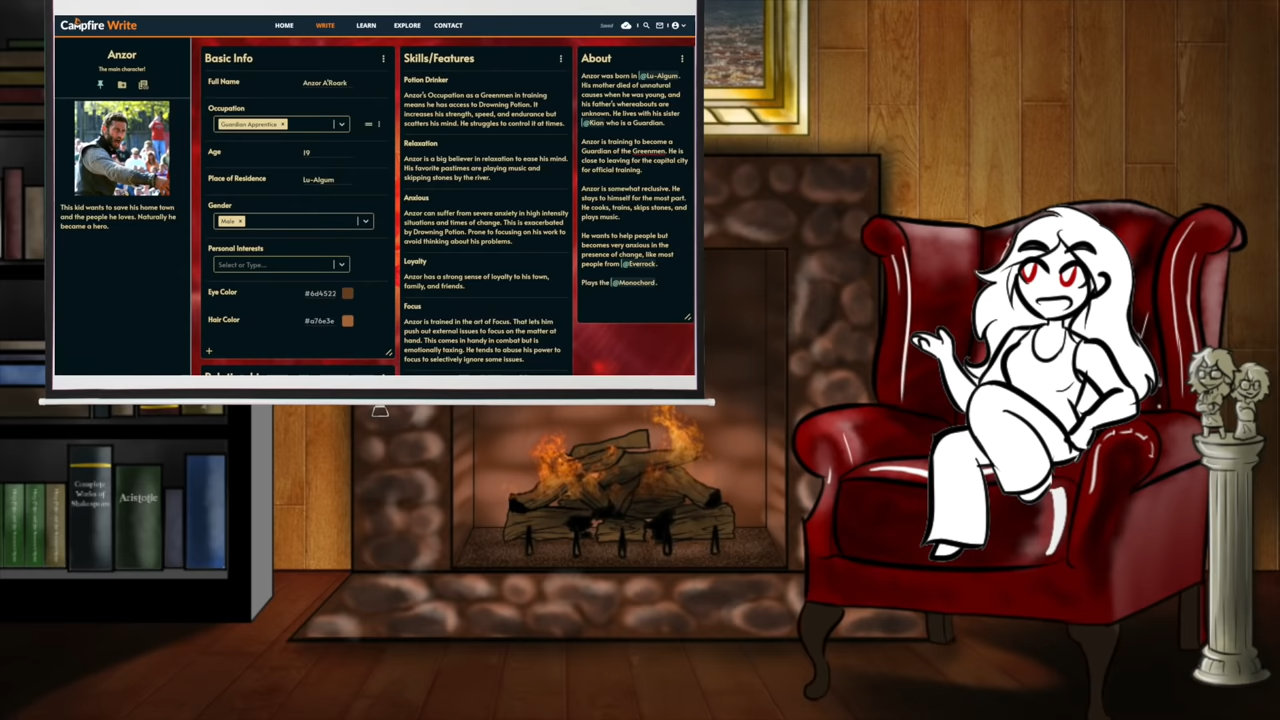 Campfire Write
HOME
WRITE
LEARN
EXPLORE
CONTACT
Saved
Anzor
The main character!
This kid wants to save his home
town and the people he loves. Naturally he
became a hero.
Basic Info
Full Name
Anzor A'Roark
Occupation
Guardian Apprentice ×
Age
19
Place of Residence
Lu-Algum
Gender
Male ×
Personal Interests
Select or Type...
Eye Color
#6d4522
Hair Color
#a76e3e
+
Skills/Features
Potion Drinker
Anzor's Occupation as a Greenmen in training
means he has access to Drowning Potion. It
increases his strength, speed, and endurance but
scatters his mind. He struggles to control it at times.
Relaxation
Anzor is a big believer in relaxation to ease his mind.
His favorite pastimes are playing music and
skipping stones by the river.
Anxious
Anzor can suffer from severe anxiety in high intensity
situations and times of change. This is exacerbated
by Drowning Potion. Prone to focusing on his work to
avoid thinking about his problems.
Loyalty
Anzor has a strong sense of loyalty to his town,
family, and friends.
Focus
Anzor is trained in the art of Focus. That lets him
push out external issues to focus on the matter at
hand. This comes in handy in combat but is
emotionally taxing. He tends to abuse his power to
focus to selectively ignore some issues.
About
Anzor was born in @Lu-Algum.
His mother died of untural
causes when he was young, and
his father's whereabouts are
unknown. He lives with his sister
@Kian who is a Guardian.
Anzor is training to become a
Guardian of the Greenmen. He is
close to leaving for the capital city
for official training.
Anzor is somewhat reclusive. He
stays to himself for the most part.
He cooks, trains, skips stones, and
plays music.
He wants to help people but
becomes very anxious in the
presence of change, like most
people from @Everrock.
Plays the @Monochord.
Complete
Works of
Shakespeare
Aristotle